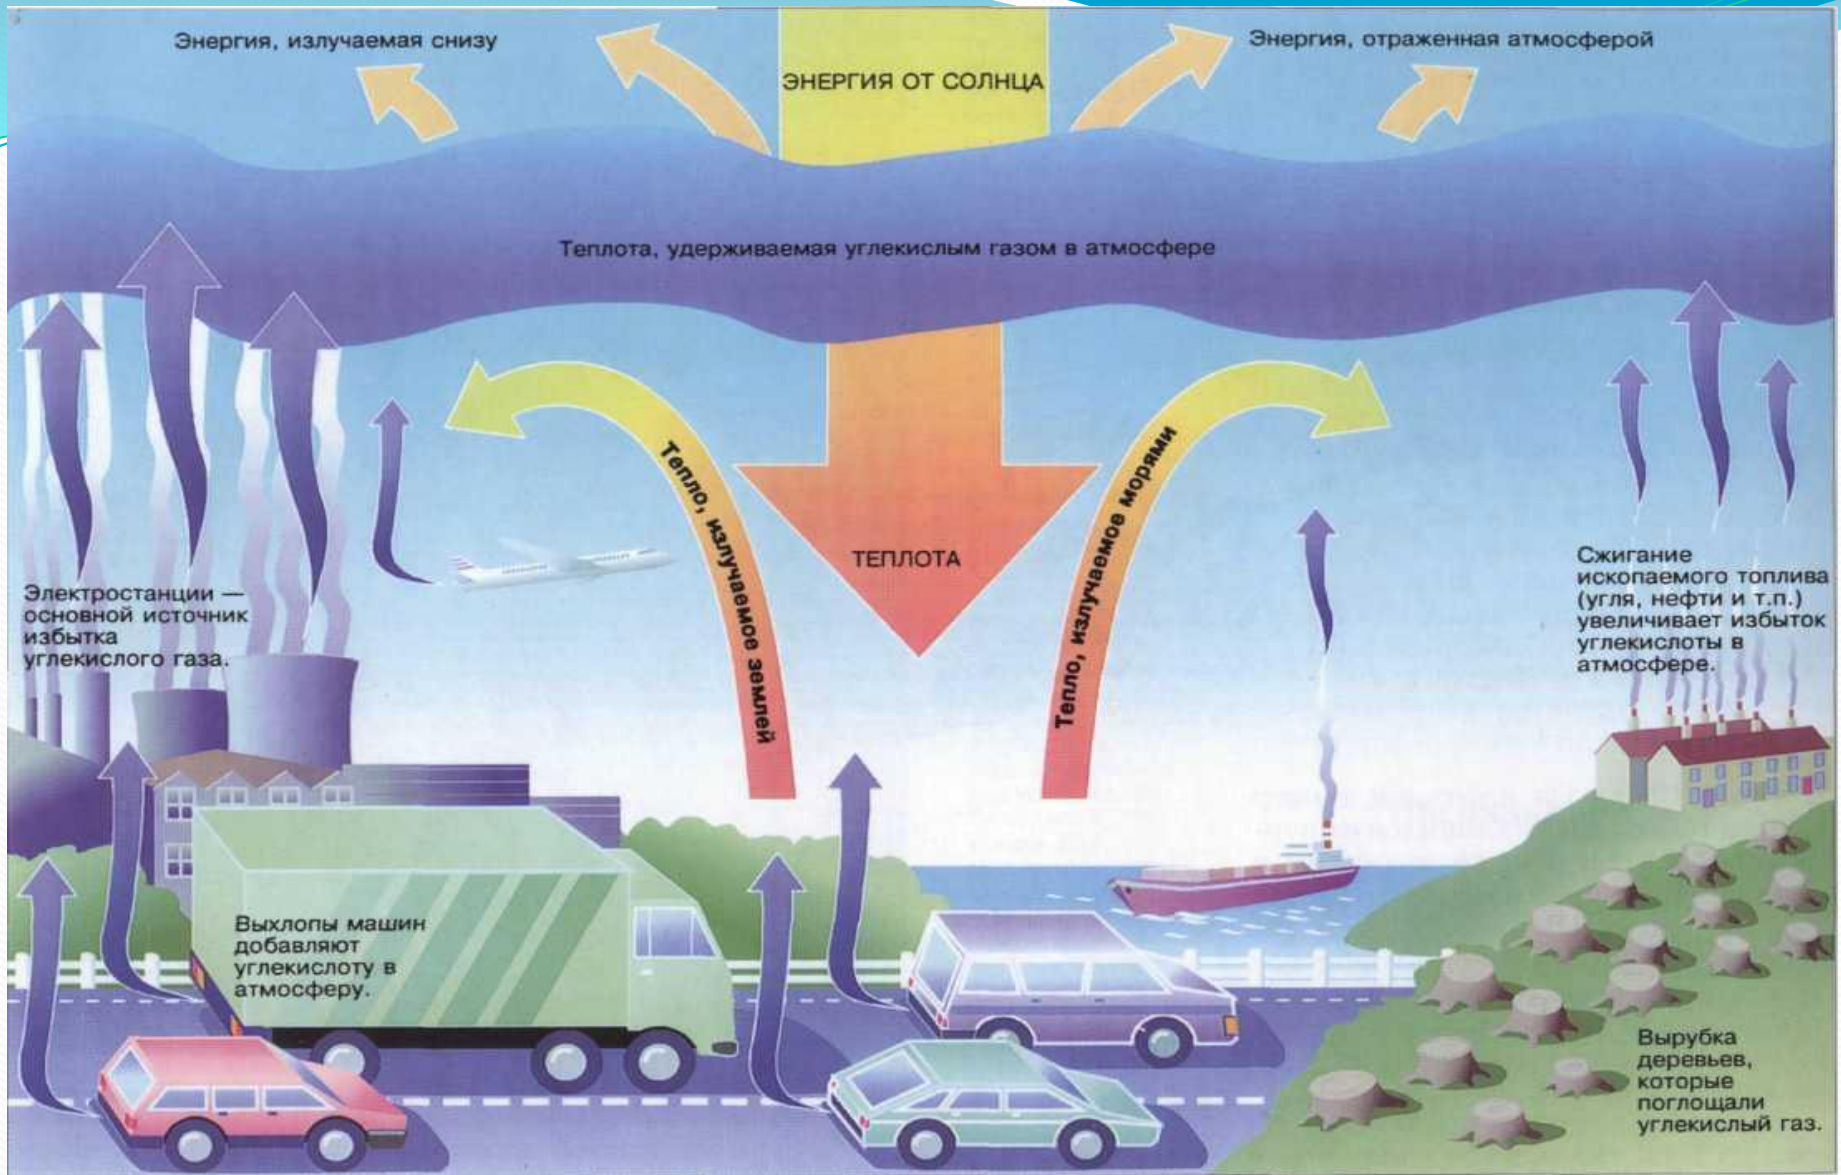 Энергия, излучаемая снизу
ЭНЕРГИЯ ОТ СОЛНЦА
Энергия, отраженная атмосферой
Теплота, удерживаемая углекислым газом в атмосфере
Тепло, излучаемое землей
ТЕПЛОТА
Тепло, излучаемое морями
Электростанции —
основной источник
избытка
углекислого газа.
Сжигание
ископаемого топлива
(угля, нефти и т.п.)
увеличивает избыток
углекислоты в
атмосфере.
Выхлопы машин
добавляют
углекислоту в
атмосферу.
Вырубка
деревьев,
которые
поглощали
углекислый газ.